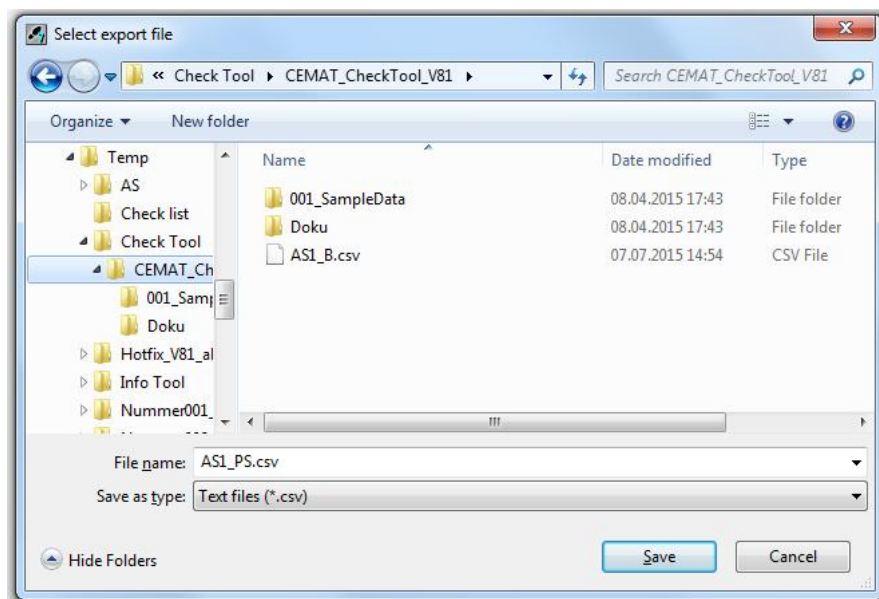 Select export file
« Check Tool CEMAT_CheckTool_V81
Search CEMAT_CheckTool_V81
Organize New folder
Temp
AS
Check list
Check Tool
CEMAT_Ch
001_Samp
Doku
Hotfix_V81_al
Info Tool
Nummer001_
Name Date modified Type
001_SampleData 08.04.2015 17:43 File folder
Doku 08.04.2015 17:43 File folder
AS1_B.csv 07.07.2015 14:54 CSV File
File name: AS1_PS.csv
Save as type: Text files (*.csv)
Hide Folders
Save
Cancel